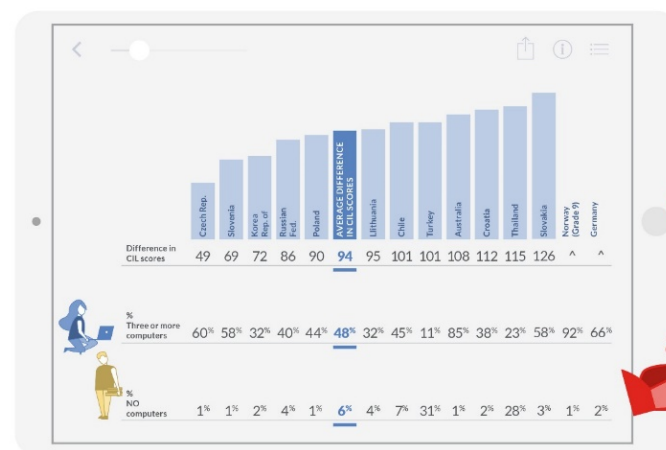 Czech Rep.
Slovenia
Korea
Rep. of
Russian
Fed.
Poland
AVERAGE DIFFERENCE
IN CIL SCORES
Llithuania
Chile
Turkey
Australia
Croatia
Thailand
Slovakia
Norway
(Grade 9)
Germany
Difference in
CIL scores
49 69 72 86 90 94 95 101 101 108 112 115 126 ^ ^
%
Three or more
computers
60% 58% 32% 40% 44% 48% 32% 45% 11% 85% 38% 23% 58% 92% 66%
%
NO
computers
1% 1% 2% 4% 1% 6% 4% 7% 31% 1% 2% 28% 3% 1% 2%